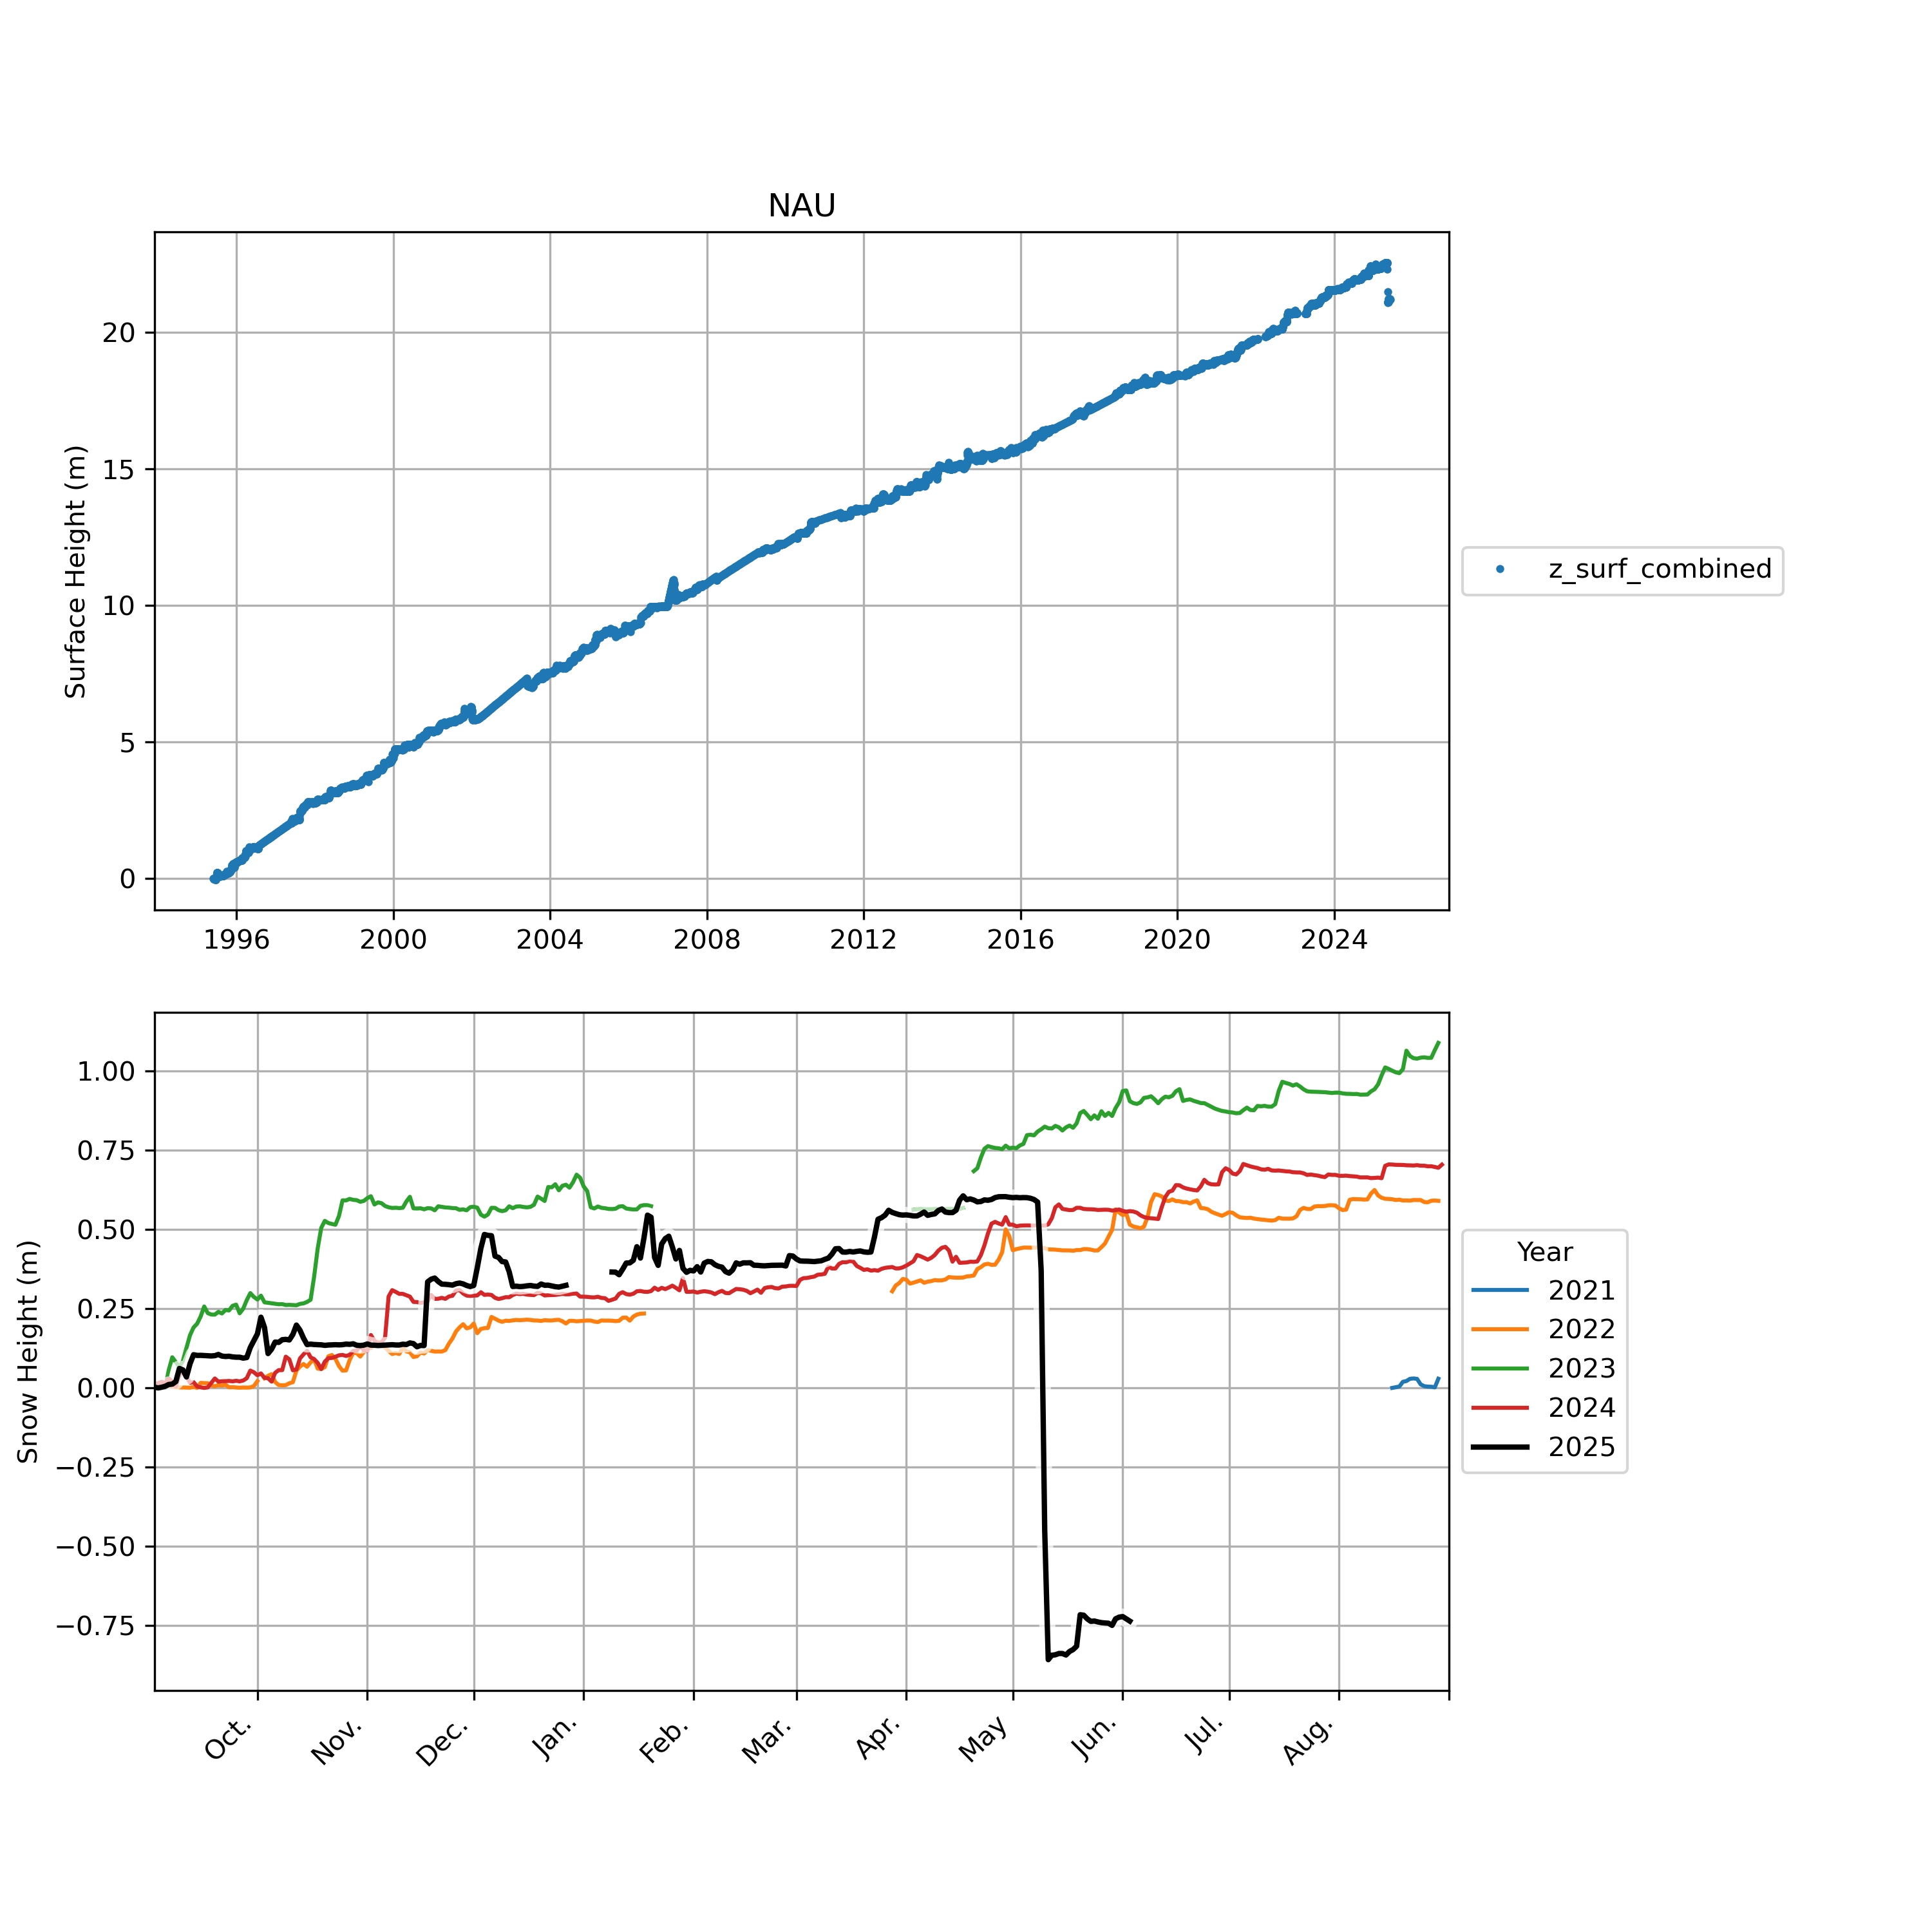 NAU
Surface Height (m)
20
15
10
5
0
1996 2000 2004 2008 2012 2016 2020 2024
z_surf_combined
Snow Height (m)
1.00
0.75
0.50
0.25
0.00
−0.25
−0.50
−0.75
Oct. Nov. Dec. Jan. Feb. Mar. Apr. May Jun. Jul. Aug.
Year
2021
2022
2023
2024
2025